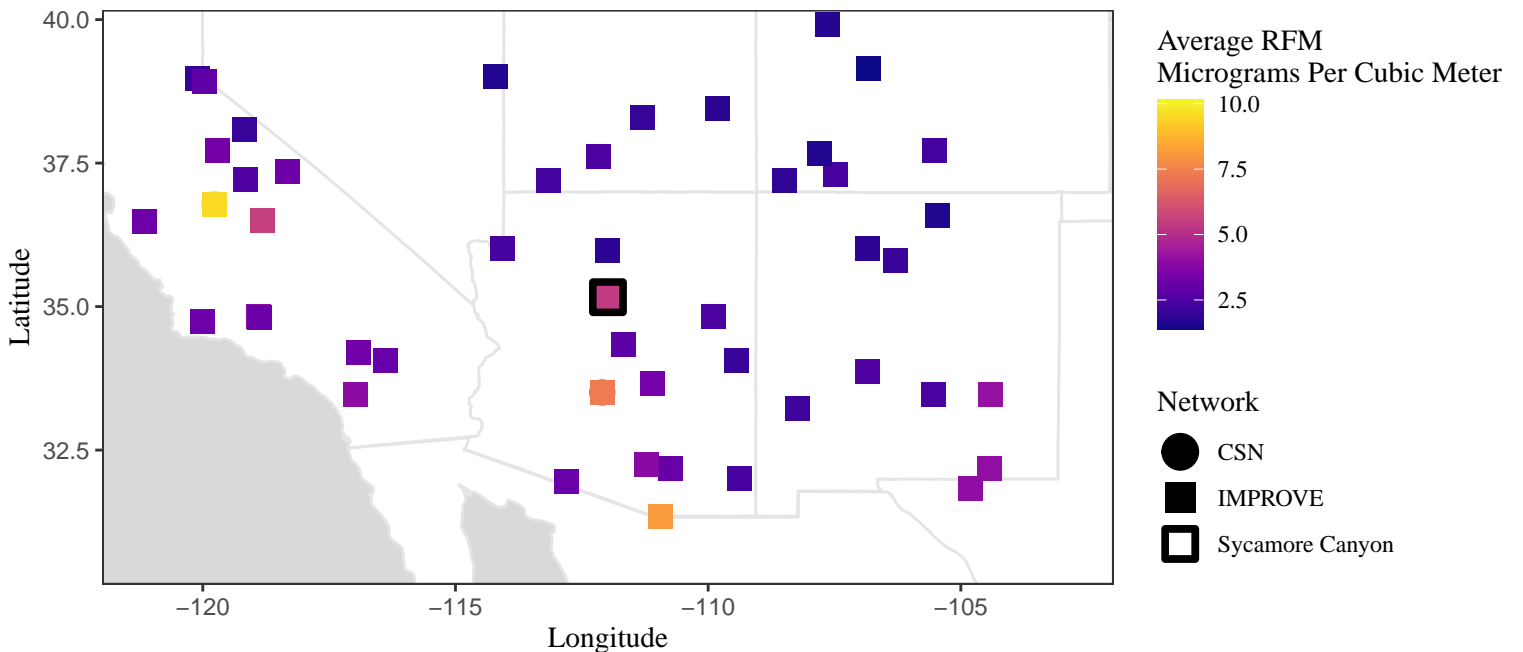 40.0
37.5
35.0
32.5
Latitude
−120
−115
−110
−105
Longitude
Average RFM
Micrograms Per Cubic Meter
10.0
7.5
5.0
2.5
Network
CSN
IMPROVE
Sycamore Canyon